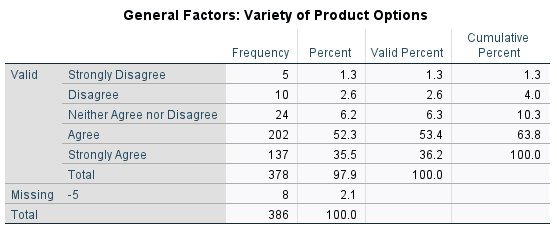 General Factors: Variety of Product Options
Frequency Percent Valid Percent Cumulative Percent
Valid Strongly Disagree 5 1.3 1.3 1.3
Disagree 10 2.6 2.6 4.0
Neither Agree nor Disagree 24 6.2 6.3 10.3
Agree 202 52.3 53.4 63.8
Strongly Agree 137 35.5 36.2 100.0
Total 378 97.9 100.0
Missing -5 8 2.1
Total 386 100.0